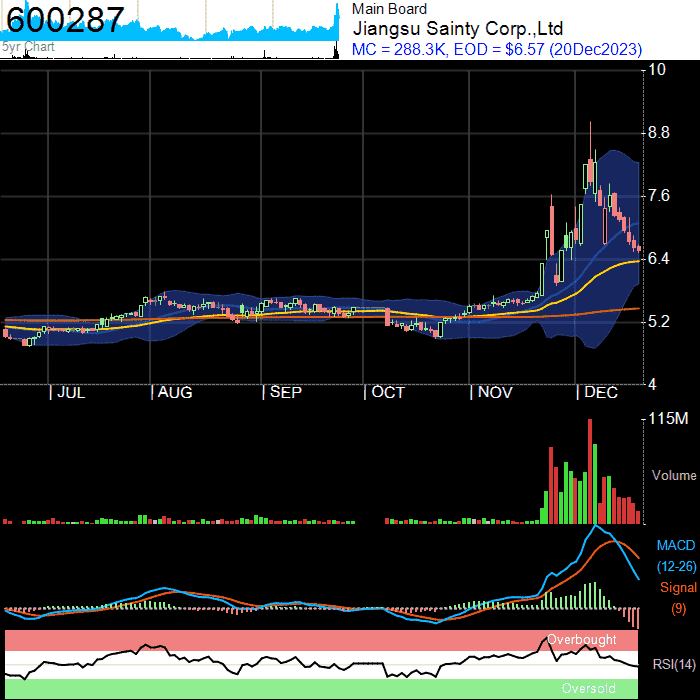 600287
5yr Chart
Main Board
Jiangsu Sainty Corp.,Ltd
MC = 288.3K, EOD = $6.57 (20Dec2023)
10
8.8
7.6
6.4
5.2
4
JUL AUG SEP OCT NOV DEC
115M
Volume
MACD
(12-26)
Signal
(9)
Overbought
RSI(14)
Oversold